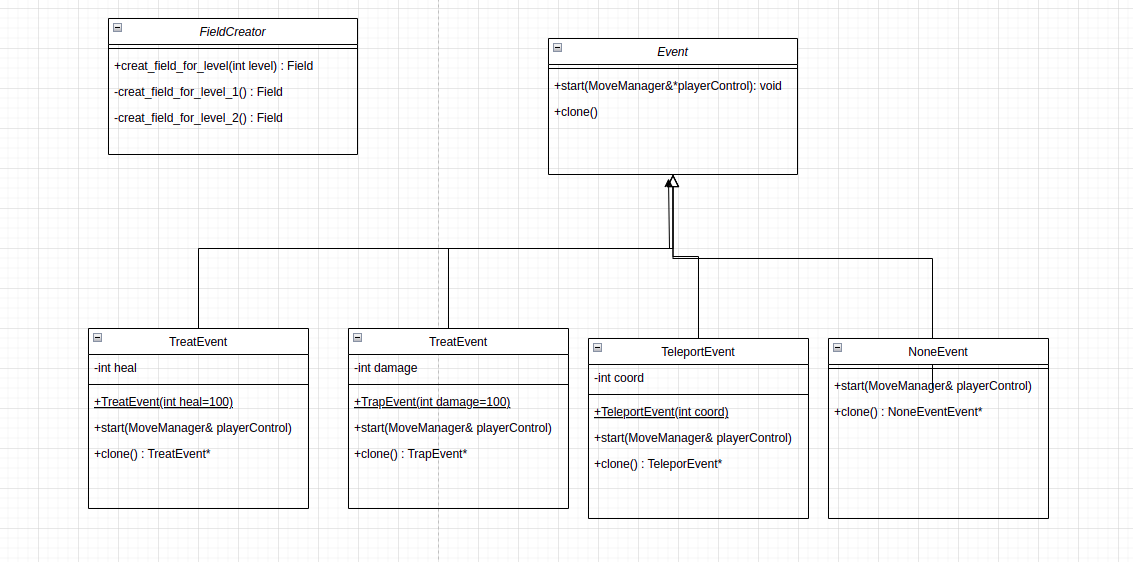 FieldCreator
+creat_field_for_level(int level) : Field
-creat_field_for_level_1() : Field
-creat_field_for_level_2() : Field
Event
+start(MoveManager&*playerControl): void
+clone()
TreatEvent
-int heal
+TreatEvent(int heal=100)
+start(MoveManager& playerControl)
+clone() : TreatEvent*
TreatEvent
-int damage
+TrapEvent(int damage=100)
+start(MoveManager& playerControl)
+clone() : TrapEvent*
TeleportEvent
-int coord
+TeleportEvent(int coord)
+start(MoveManager& playerControl)
+clone() : TeleporEvent*
NoneEvent
+start(MoveManager& playerControl)
+clone() : NoneEventEvent*